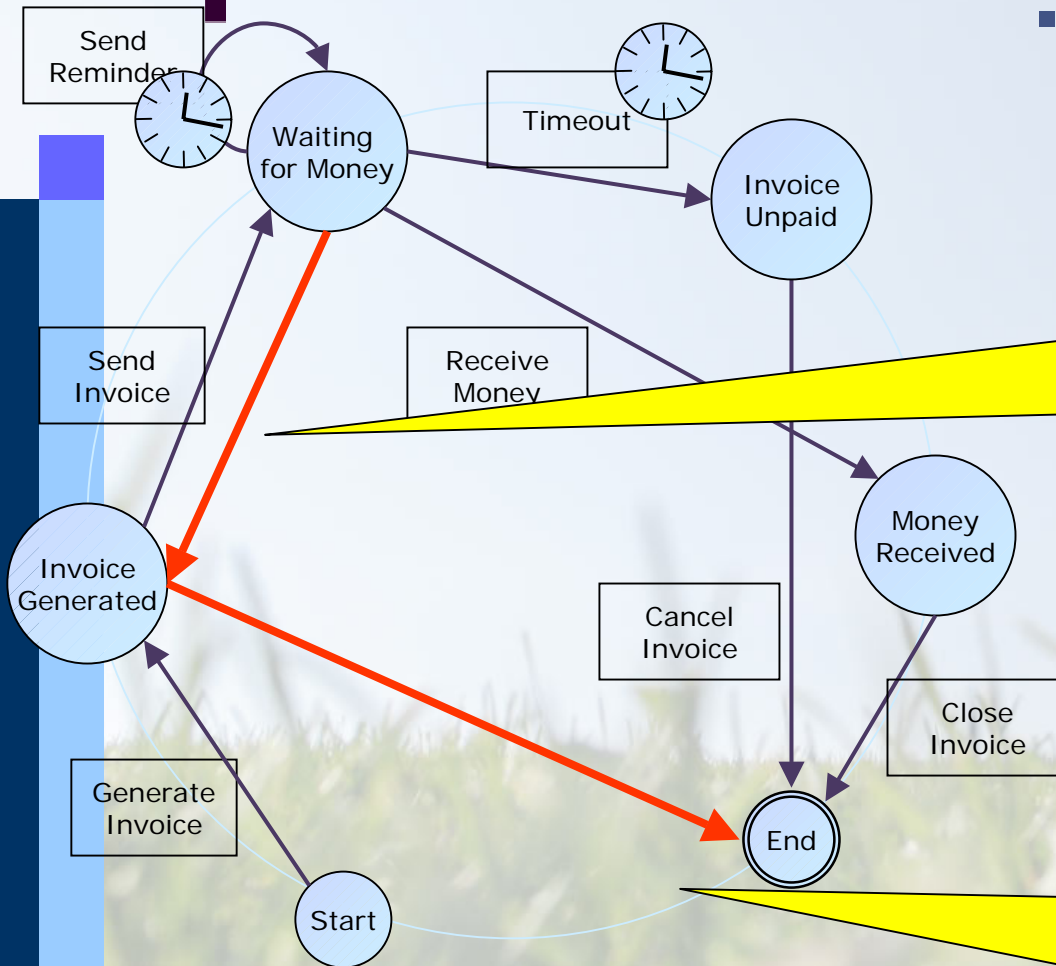 Send
Reminder
Waiting
for Money
Timeout
Invoice
Unpaid
Send
Invoice
Receive
Money
Money
Received
Invoice
Generated
Cancel
Invoice
Close
Invoice
Generate
Invoice
End
Start